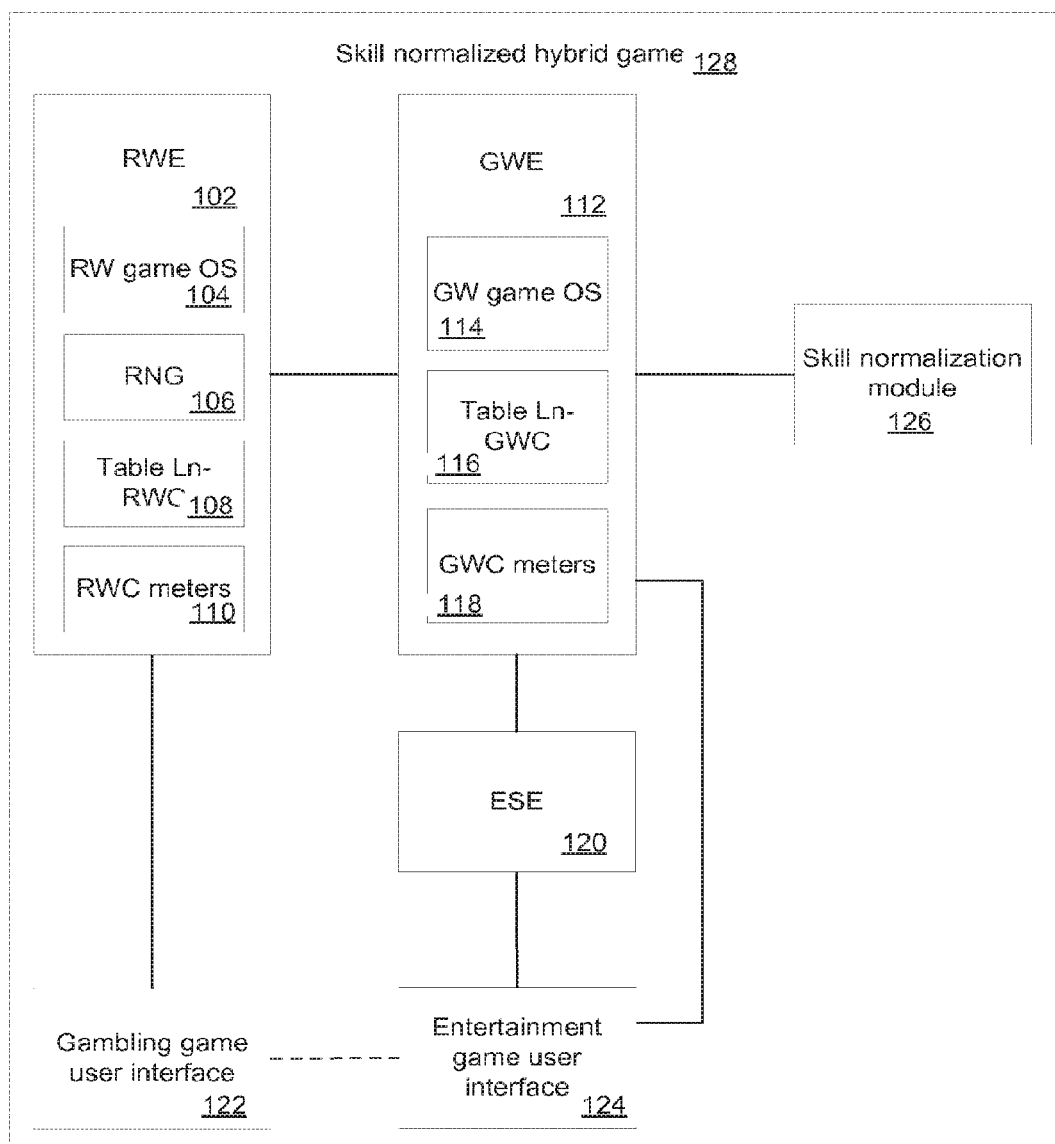 Skill normalized hybrid game 128
RWE
102
RW game OS
104
RNG
106
Table Ln-
RWC 108
RWC meters
110
GWE
112
GW game OS
114
Table Ln-
GWC
116
GWC meters
118
Skill normalization
module
126
ESE
120
Gambling game
user interface
122
Entertainment
game user
interface
124